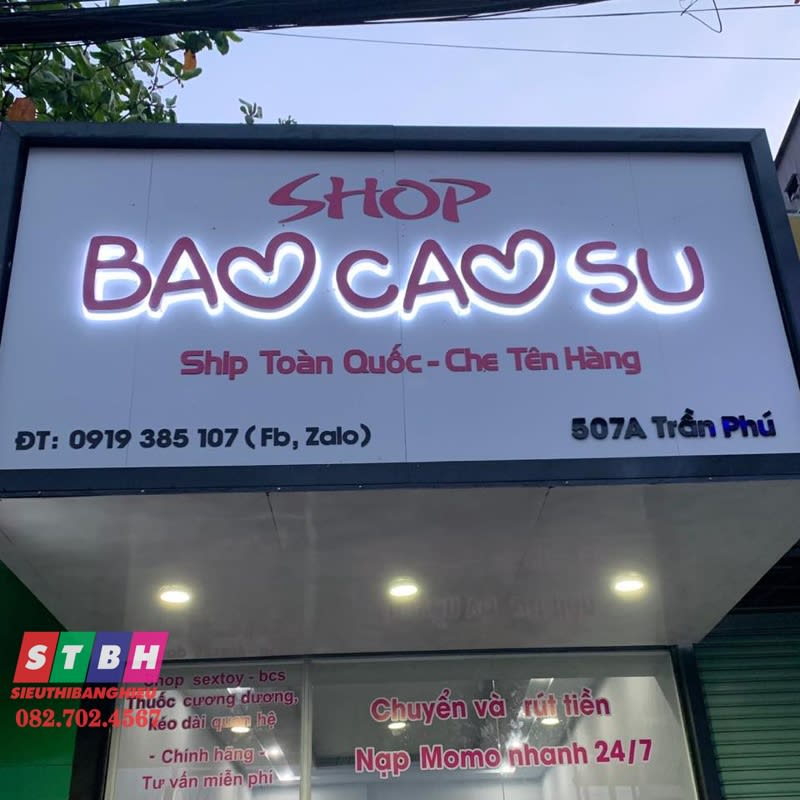 SHOP
BAO CAO SU
Ship Toàn Quốc - Che Tên Hàng
ĐT: 0919 385 107 (Fb, Zalo)
507A Trần Phú
STBH
SIEUTHIBANGHIEU
082.702.4567
Shop sextoy - bcs
Thuốc cương dương,
kéo dài quan hệ
- Chính hãng -
Tư vấn miễn phí
Chuyển và rút tiền
Nạp Momo nhanh 24/7